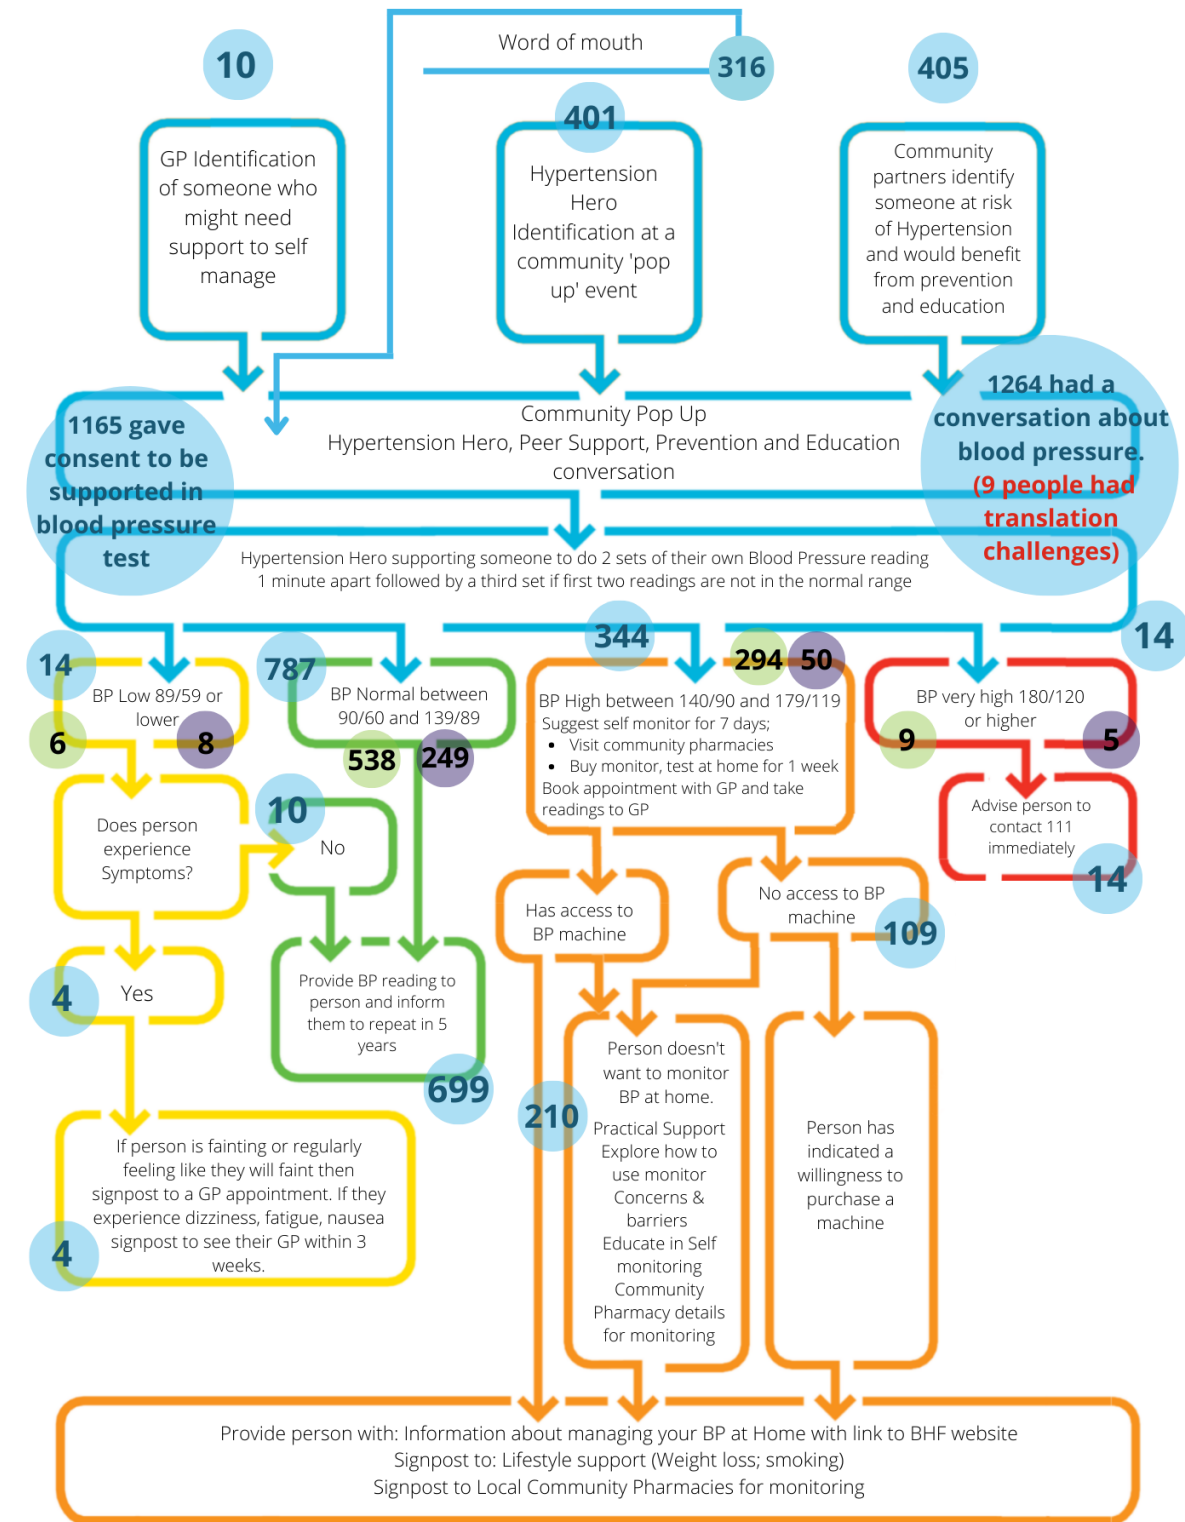 Word of mouth
10
316
405
401
GP Identification
of someone who
might need
support to self
manage
Hypertension
Hero
Identification at a
community 'pop
up' event
Community
partners identify
someone at risk
of Hypertension
and would benefit
from prevention
and education
1165 gave
consent to be
supported in
blood pressure
test
Community Pop Up
Hypertension Hero, Peer Support, Prevention and Education
conversation
1264 had a
conversation about
blood pressure.
(9 people had
translation
challenges)
Hypertension Hero supporting someone to do 2 sets of their own Blood Pressure reading
1 minute apart followed by a third set if first two readings are not in the normal range
14
787
344
294
50
14
BP Low 89/59 or
lower
6
8
BP Normal between
90/60 and 139/89
538
249
BP High between 140/90 and 179/119
Suggest self monitor for 7 days;
• Visit community pharmacies
• Buy monitor, test at home for 1 week
Book appointment with GP and take
readings to GP
BP very high 180/120
or higher
9
5
Does person
experience
Symptoms?
10
No
Advise person to
contact 111
immediately
14
Has access to
BP machine
No access to BP
machine
109
Yes
4
Provide BP reading to
person and inform
them to repeat in 5
years
699
210
Person doesn't
want to monitor
BP at home.
Practical Support
Explore how to
use monitor
Concerns &
barriers
Educate in Self
monitoring
Community
Pharmacy details
for monitoring
Person has
indicated a
willingness to
purchase a
machine
If person is fainting or regularly
feeling like they will faint then
signpost to a GP appointment. If they
experience dizziness, fatigue, nausea
signpost to see their GP within 3
weeks.
4
Provide person with: Information about managing your BP at Home with link to BHF website
Signpost to: Lifestyle support (Weight loss; smoking)
Signpost to Local Community Pharmacies for monitoring